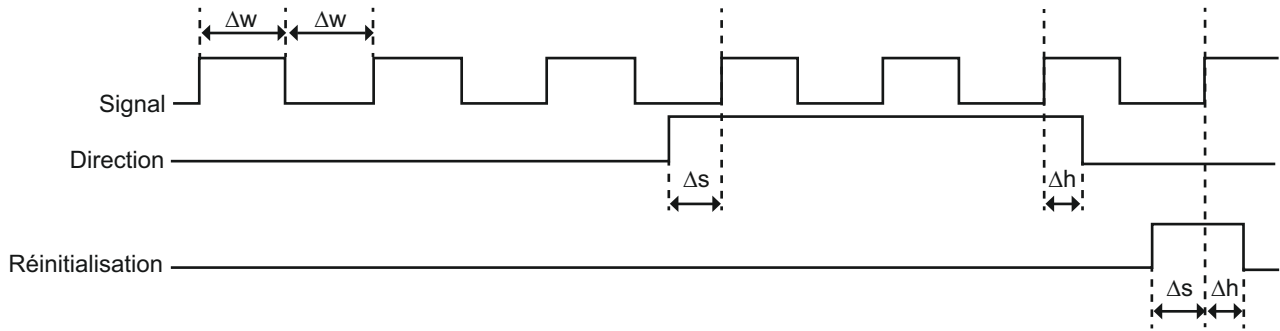 Δw Δw
Signal
Direction
Δs Δh
Réinitialisation
Δs Δh